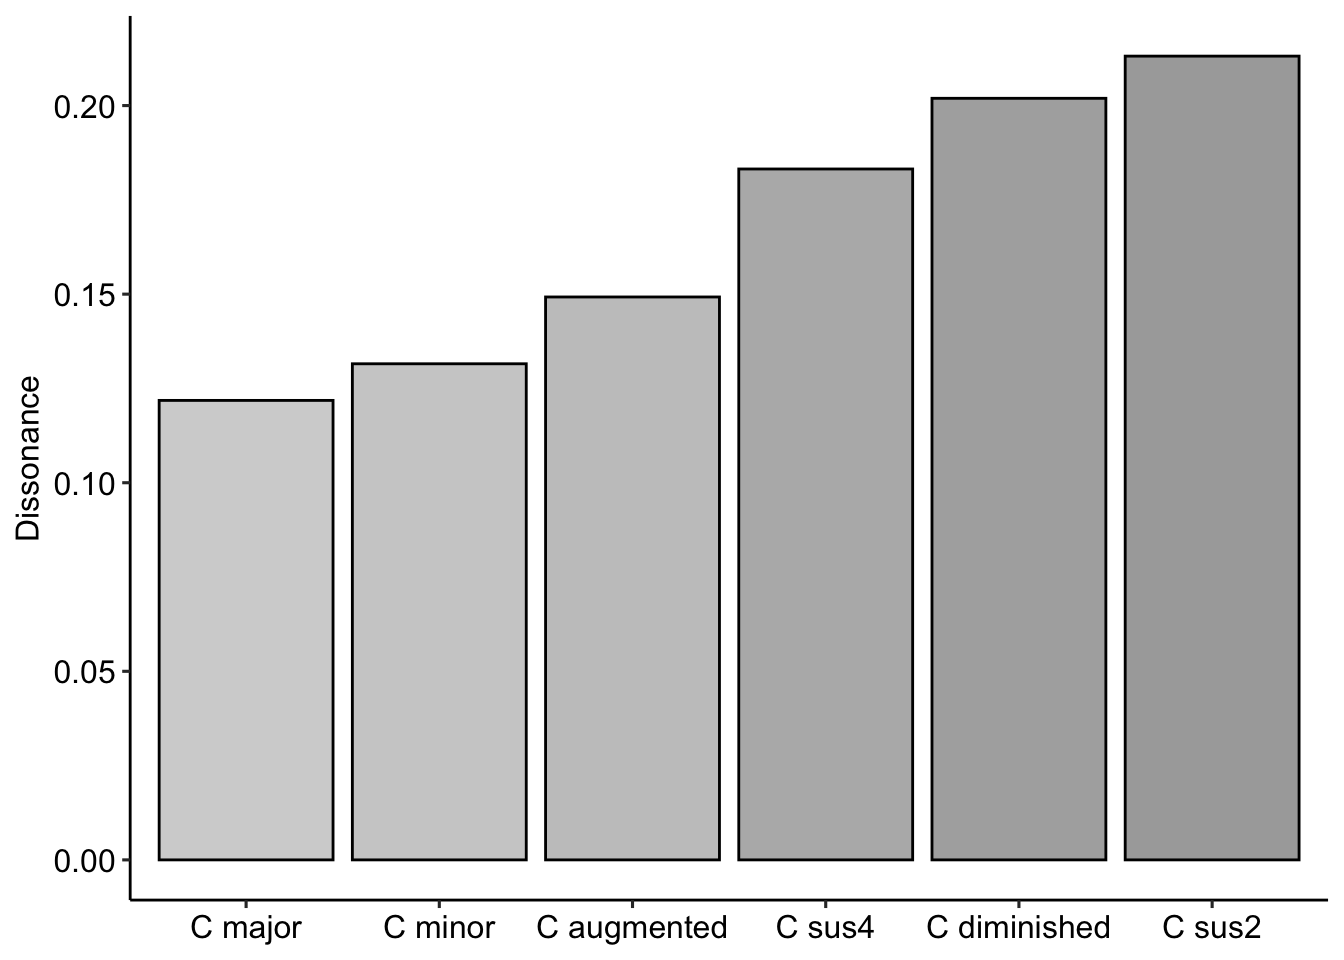 Dissonance
0.20
0.15
0.10
0.05
0.00
C major
C minor
C augmented
C sus4
C diminished
C sus2